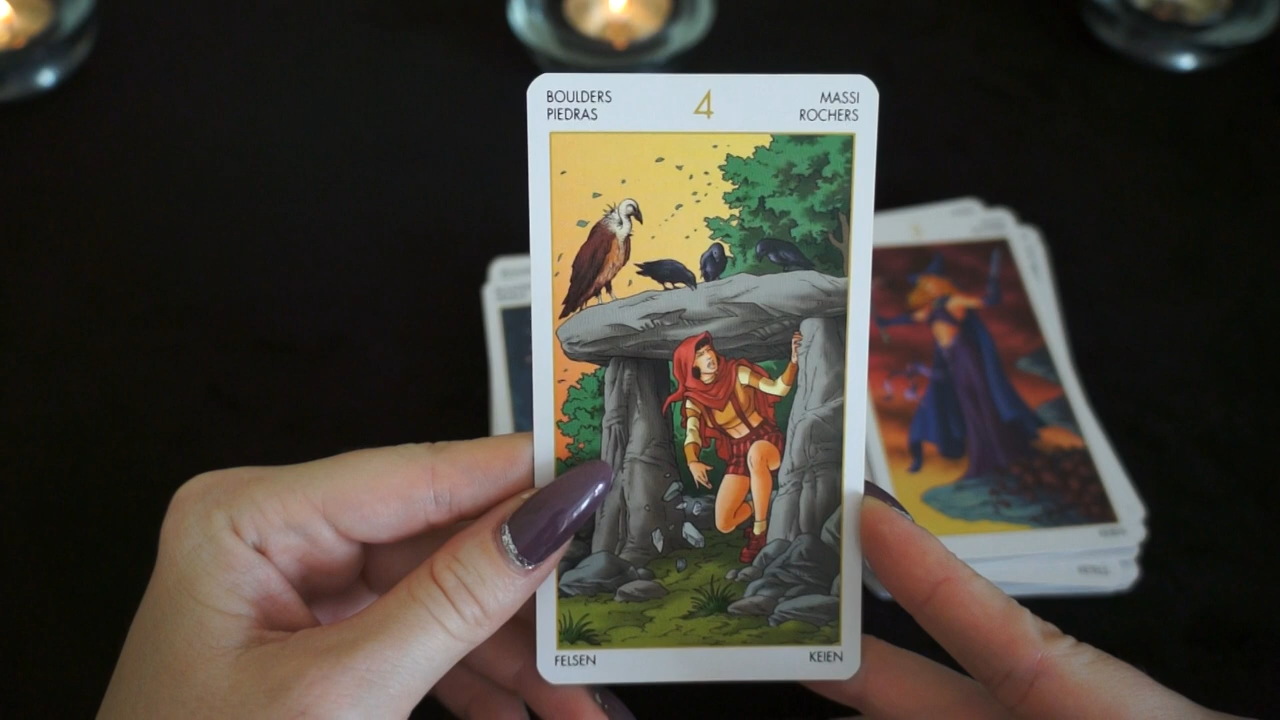 BOULDERS
PIEDRAS
4
MASSI
ROCHERS
FELSEN
KEIEN